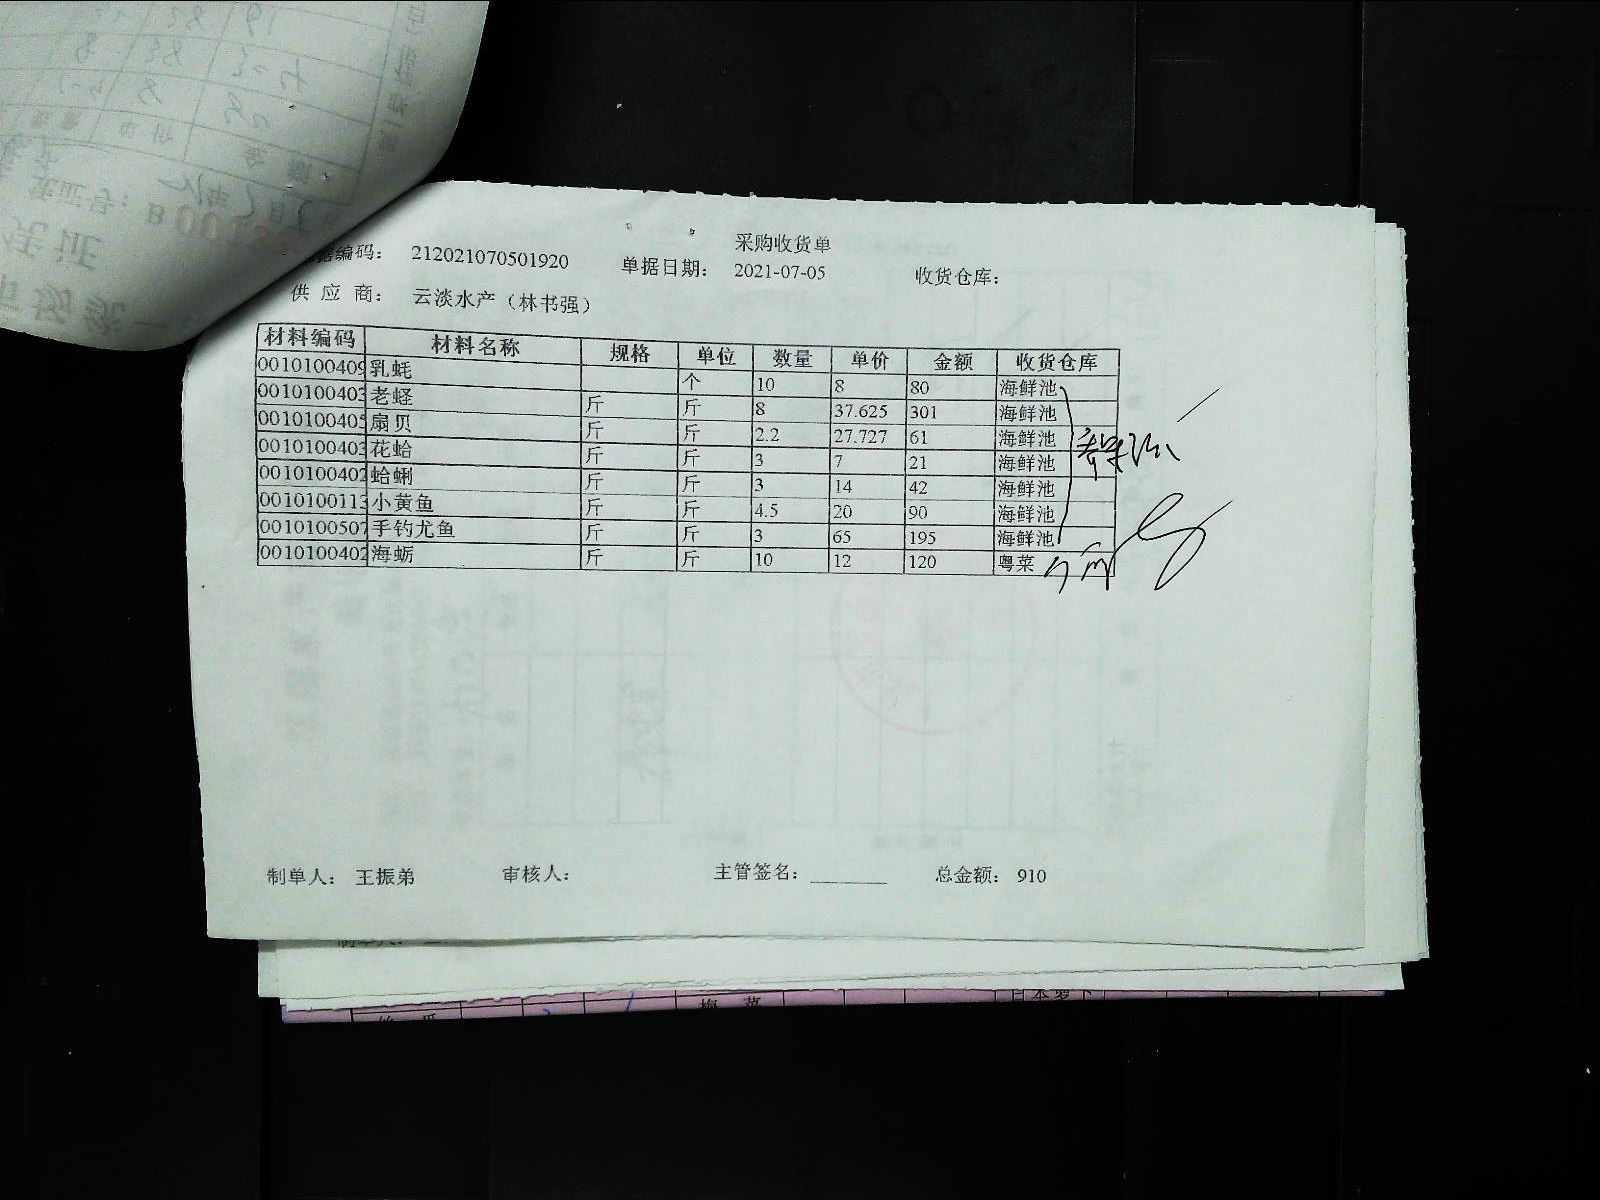 采购收货单
据编码： 212021070501920 单据日期： 2021-07-05 收货仓库：
供 应 商： 云淡水产（林书强）
材料编码 材料名称 规格 单位 数量 单价 金额 收货仓库
0010100409 乳蚝 个 10 8 80 海鲜池
0010100403 老蛏 斤 斤 8 37.625 301 海鲜池
0010100405 扇贝 斤 斤 2.2 27.727 61 海鲜池
0010100403 花蛤 斤 斤 3 7 21 海鲜池
0010100402 蛤蜊 斤 斤 3 14 42 海鲜池
0010100113 小黄鱼 斤 斤 4.5 20 90 海鲜池
0010100507 手钓尤鱼 斤 斤 3 65 195 海鲜池
0010100402 海蛎 斤 斤 10 12 120 粤菜
制单人： 王振弟 审核人： 主管签名： 总金额： 910